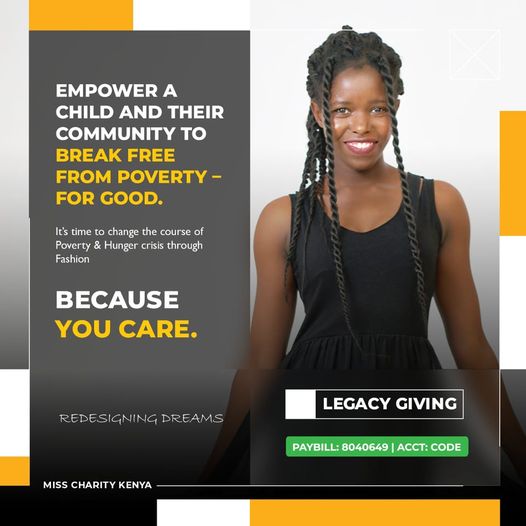 EMPOWER A
CHILD AND THEIR
COMMUNITY TO
BREAK FREE
FROM POVERTY –
FOR GOOD.
It's time to change the course of
Poverty & Hunger crisis through
Fashion
BECAUSE
YOU CARE.
REDESIGNING DREAMS
LEGACY GIVING
PAYBILL: 8040649 | ACCT: CODE
MISS CHARITY KENYA